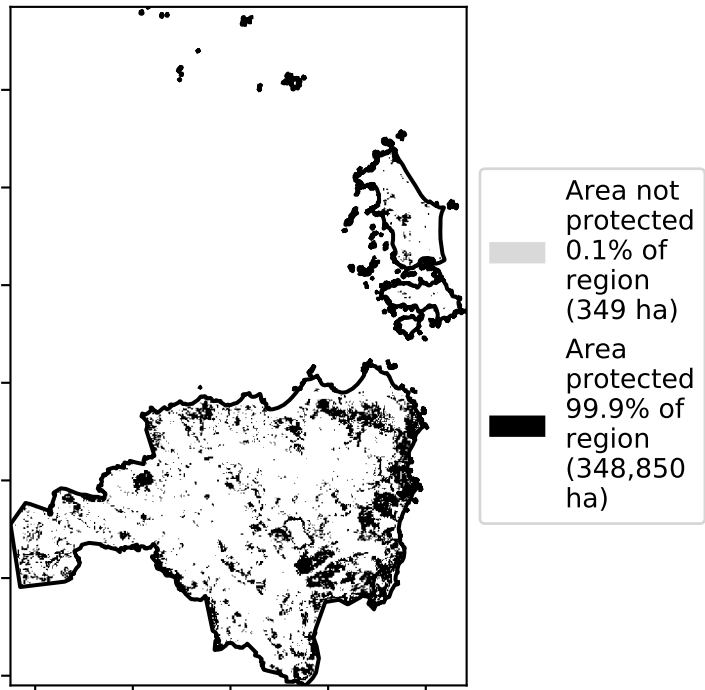 Area not
protected
0.1% of
region
(349 ha)
Area
protected
99.9% of
region
(348,850
ha)